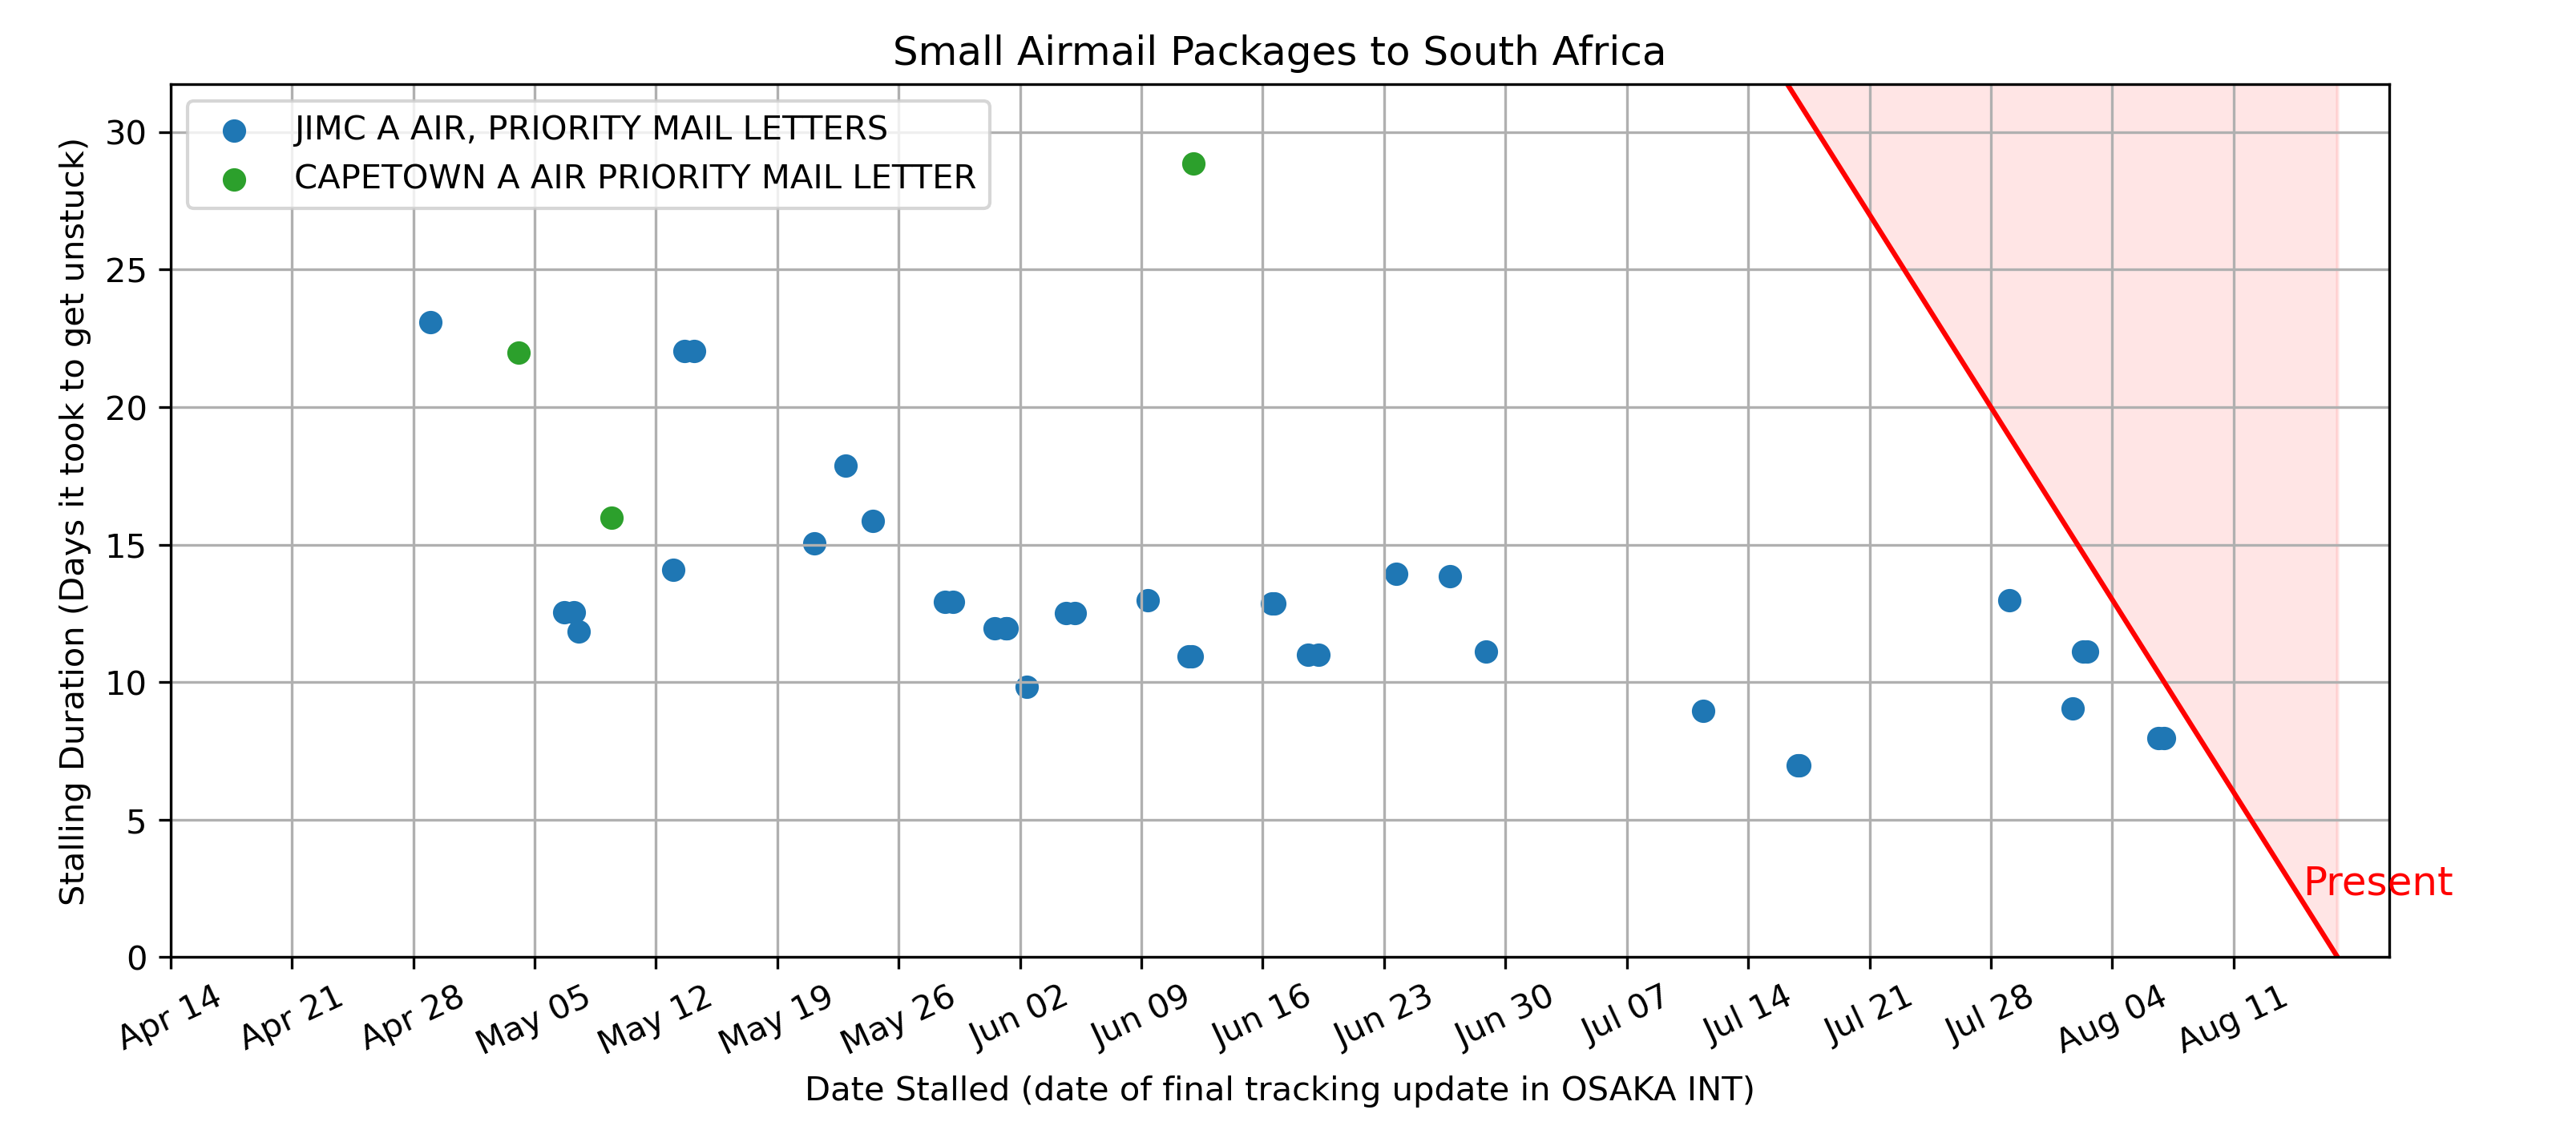 Small Airmail Packages to South Africa
JIMC A AIR, PRIORITY MAIL LETTERS
CAPETOWN A AIR PRIORITY MAIL LETTER
Stalling Duration (Days it took to get unstuck)
30
25
20
15
10
5
0
Present
Apr 14
Apr 21
Apr 28
May 05
May 12
May 19
May 26
Jun 02
Jun 09
Jun 16
Jun 23
Jun 30
Jul 07
Jul 14
Jul 21
Jul 28
Aug 04
Aug 11
Date Stalled (date of final tracking update in OSAKA INT)